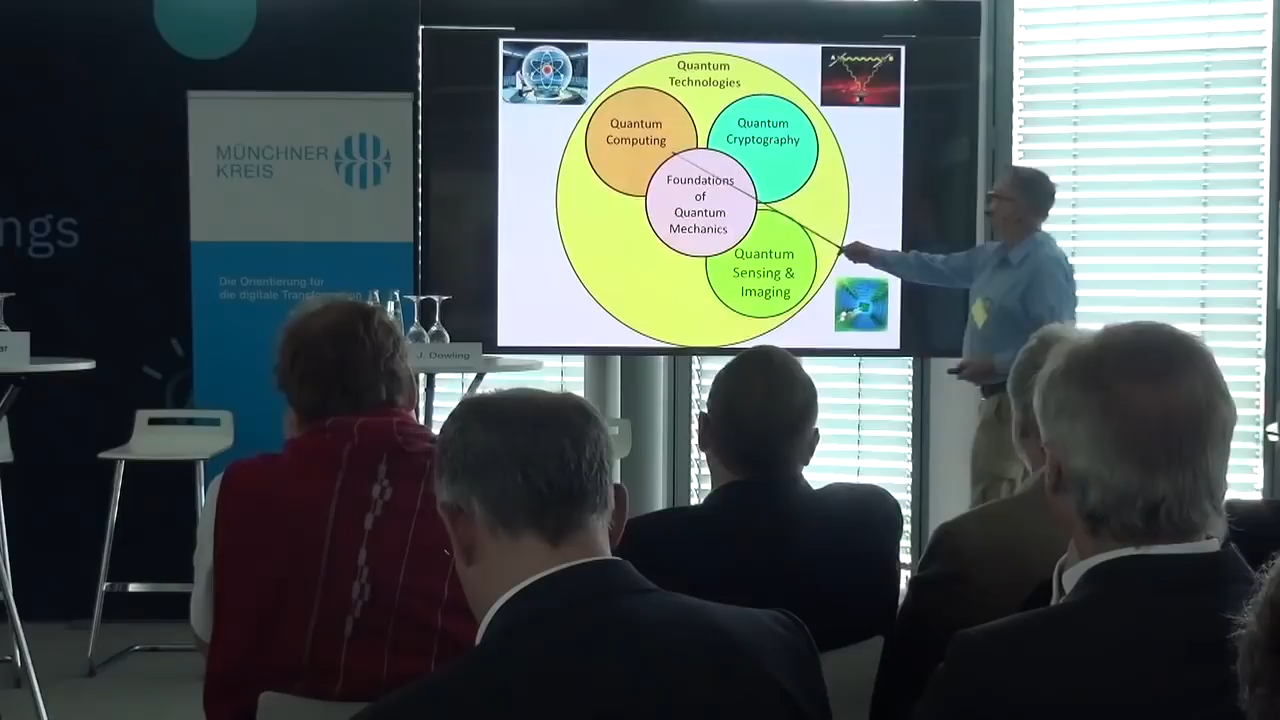 ngs
MÜNCHNER
KREIS
Die Orientierung für
die digitale Transformation
J. Dowling
ar
Quantum
Technologies
Quantum
Computing
Quantum
Cryptography
Foundations
of
Quantum
Mechanics
Quantum
Sensing &
Imaging
A
B